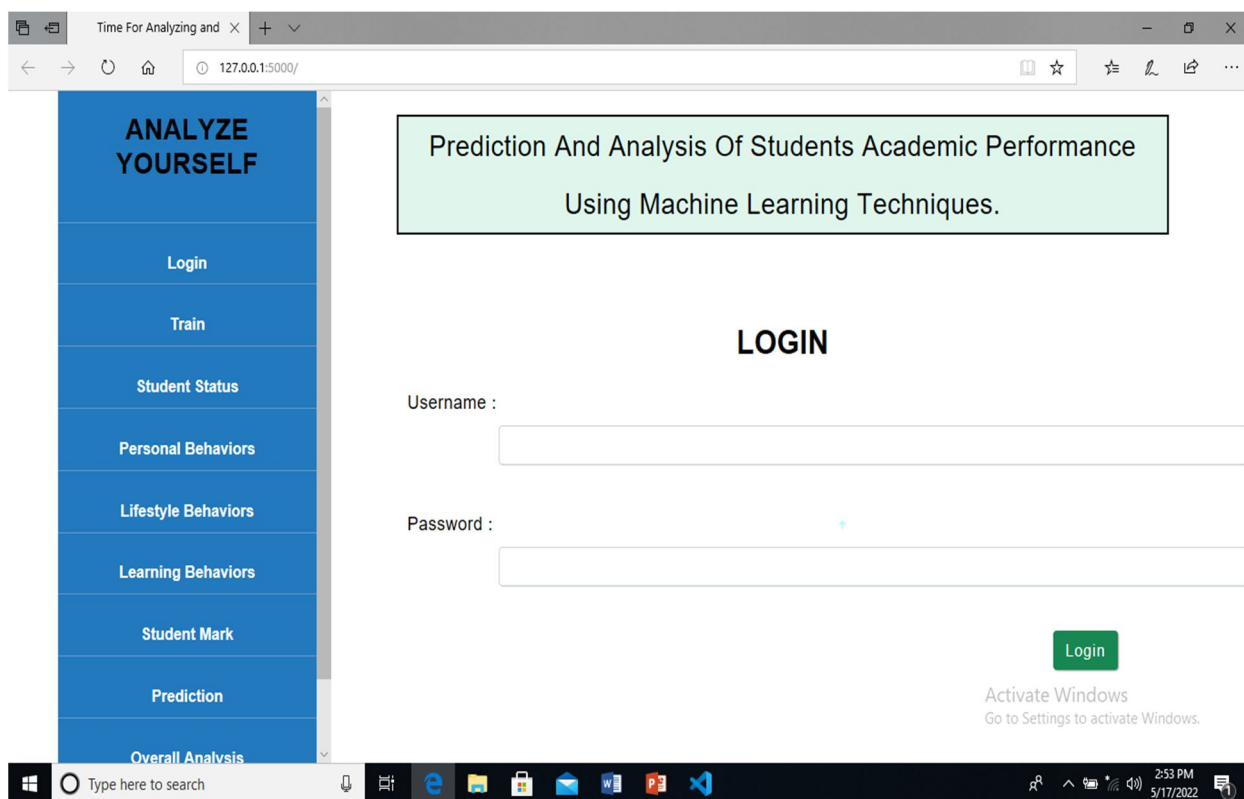 Time For Analyzing and
127.0.0.1:5000/
ANALYZE
YOURSELF
Login
Train
Student Status
Personal Behaviors
Lifestyle Behaviors
Learning Behaviors
Student Mark
Prediction
Overall Analysis
Prediction And Analysis Of Students Academic Performance
Using Machine Learning Techniques.
LOGIN
Username :
Password :
Login
Activate Windows
Go to Settings to activate Windows.
Type here to search
2:53 PM
5/17/2022